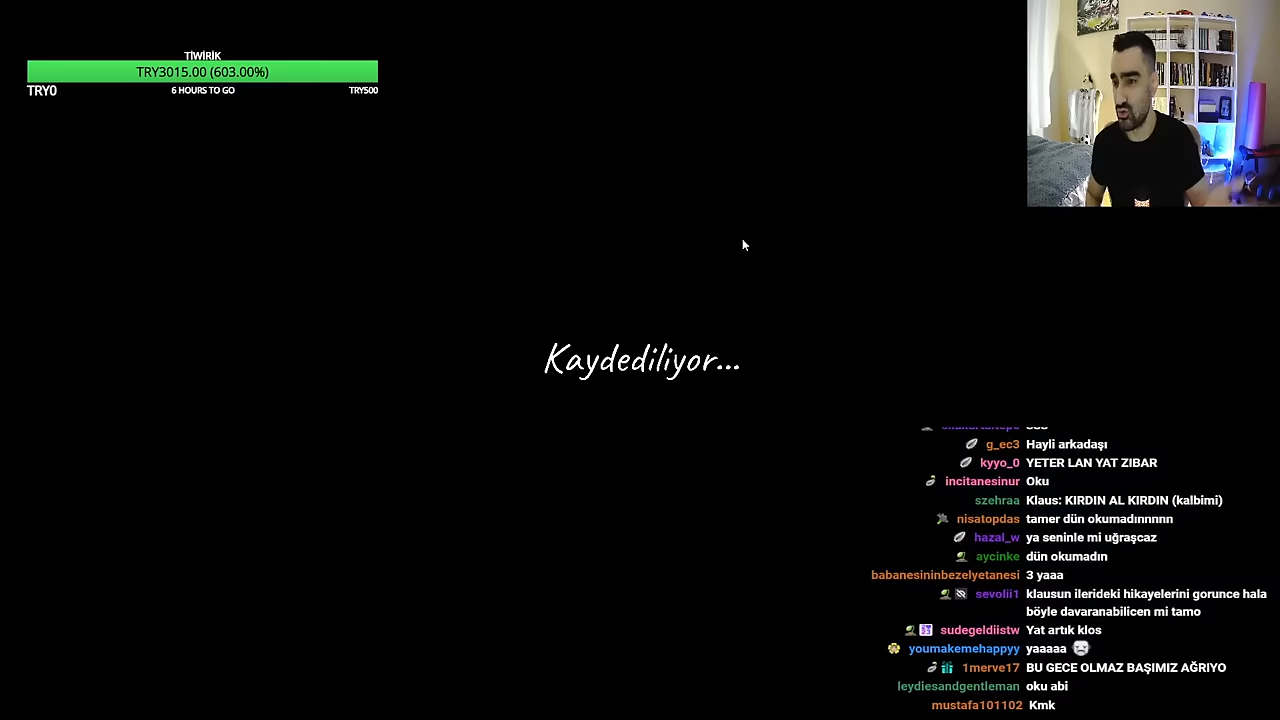 TİWİRİK
TRY3015.00 (603.00%)
TRY0
6 HOURS TO GO
TRY500
Kaydediliyor...
g_ec3 Hayli arkadaşı
kyyo_0 YETER LAN YAT ZIBAR
incitanesinur Oku
szehraa Klaus: KIRDIN AL KIRDIN (kalbimi)
nisatopdas tamer dün okumadınnnnn
hazal_w ya seninle mi uğraşcaz
aycinke dün okumadın
babanesininbezelyetanesi 3 yaaa
sevolii1 klausun ilerideki hikayelerini gorunce hala
böyle davaranabilicen mi tamo
sudegeldiistw Yat artık klos
youmakemehappyy yaaaaa
1merve17 BU GECE OLMAZ BAŞIMIZ AĞRIYO
leydiesandgentleman oku abi
mustafa101102 Kmk